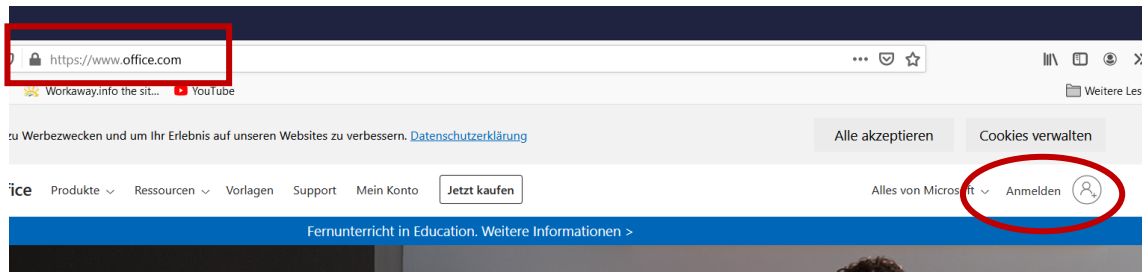 https://www.office.com
Workaway.info the sit... YouTube Weitere Les
zu Werbezwecken und um Ihr Erlebnis auf unseren Websites zu verbessern. Datenschutzerklärung Alle akzeptieren Cookies verwalten
fice Produkte Ressourcen Vorlagen Support Mein Konto Jetzt kaufen Alles von Microsoft Anmelden
Fernunterricht in Education. Weitere Informationen >